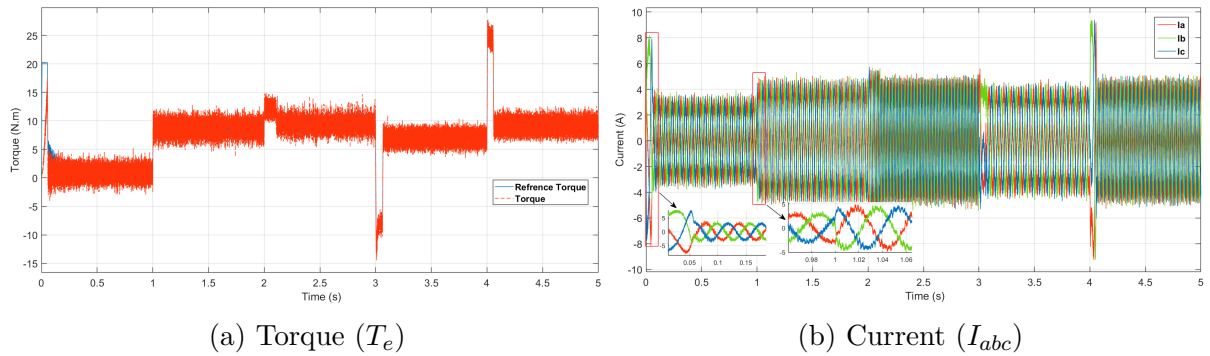 25
20
15
10
5
0
-5
-10
-15
Torque (N.m)
0 0.5 1 1.5 2 2.5 3 3.5 4 4.5 5
Time (s)
Refrence Torque
Torque
(a) Torque (Te)
10
8
6
4
2
0
-2
-4
-6
-8
-10
Current (A)
0 0.5 1 1.5 2 2.5 3 3.5 4 4.5 5
Time (s)
Ia
Ib
Ic
5
0
-5
0.05 0.1 0.15
5
0
-5
0.98 1 1.02 1.04 1.06
(b) Current (Iabc)